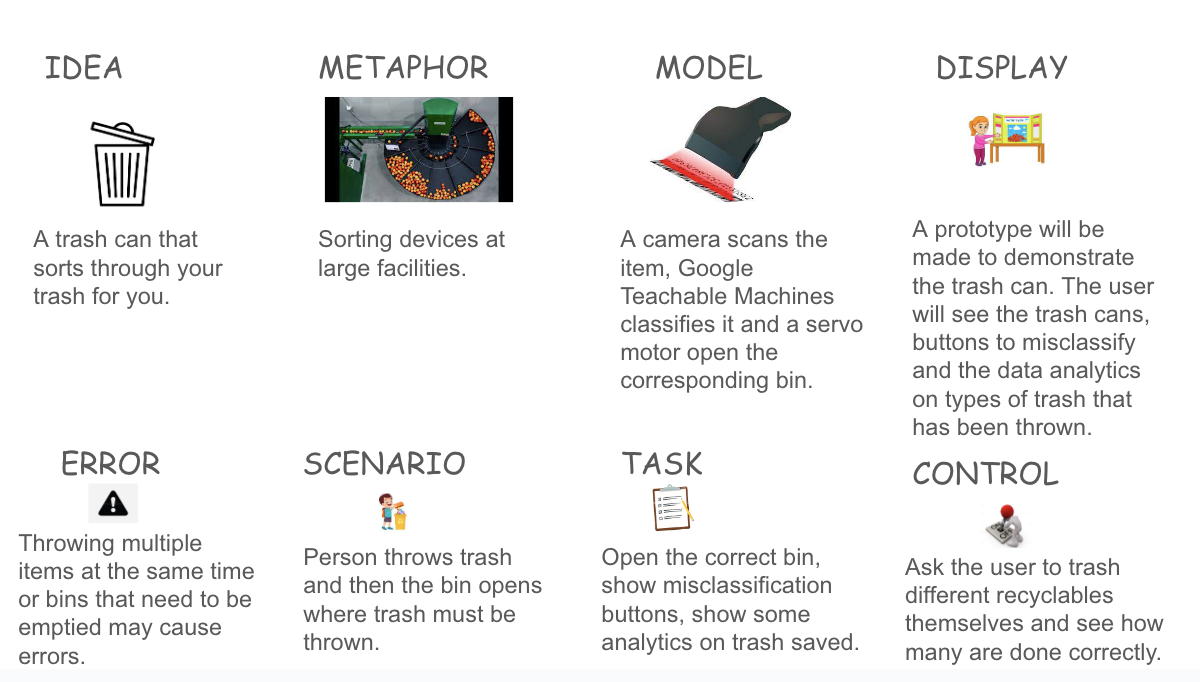 IDEA
A trash can that
sorts through your
trash for you.
METAPHOR
Sorting devices at
large facilities.
MODEL
A camera scans the
item, Google
Teachable Machines
classifies it and a servo
motor open the
corresponding bin.
DISPLAY
A prototype will be
made to demonstrate
the trash can. The user
will see the trash cans,
buttons to misclassify
and the data analytics
on types of trash that
has been thrown.
ERROR
Throwing multiple
items at the same time
or bins that need to be
emptied may cause
errors.
SCENARIO
Person throws trash
and then the bin opens
where trash must be
thrown.
TASK
Open the correct bin,
show misclassification
buttons, show some
analytics on trash saved.
CONTROL
Ask the user to trash
different recyclables
themselves and see how
many are done correctly.